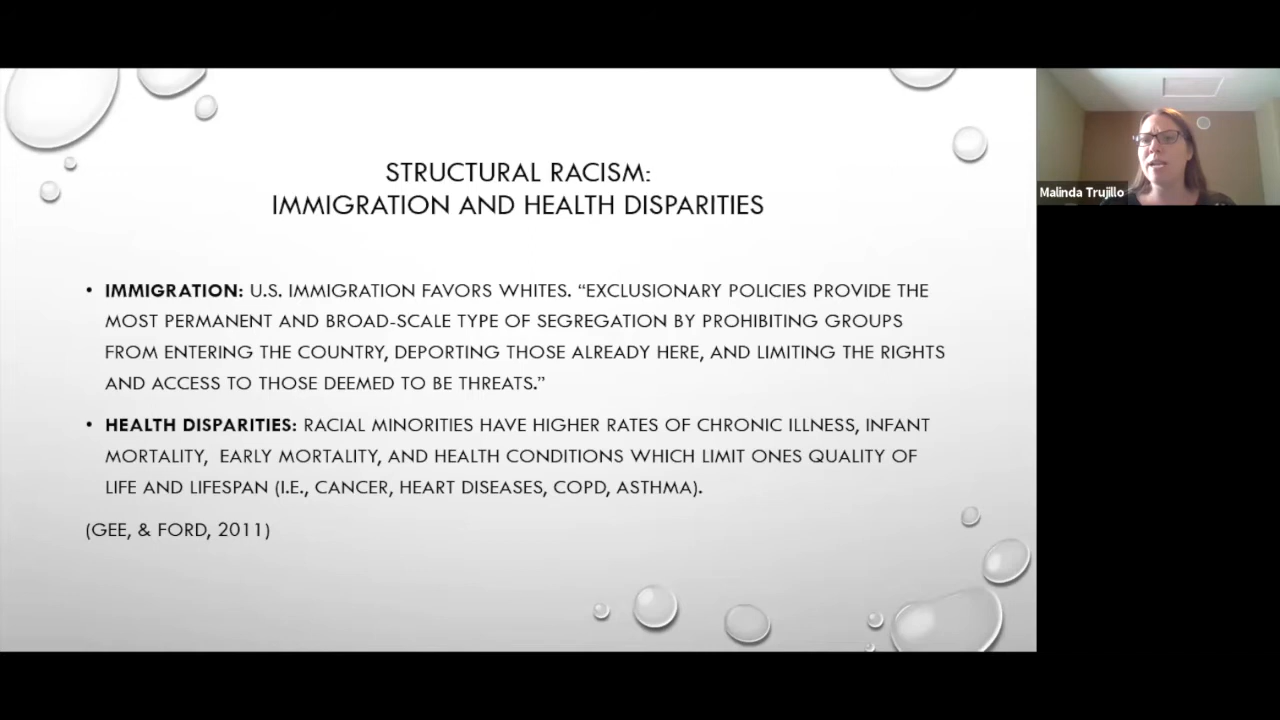 STRUCTURAL RACISM:
IMMIGRATION AND HEALTH DISPARITIES
• IMMIGRATION: U.S. IMMIGRATION FAVORS WHITES. “EXCLUSIONARY POLICIES PROVIDE THE
MOST PERMANENT AND BROAD-SCALE TYPE OF SEGREGATION BY PROHIBITING GROUPS
FROM ENTERING THE COUNTRY, DEPORTING THOSE ALREADY HERE, AND LIMITING THE RIGHTS
AND ACCESS TO THOSE DEEMED TO BE THREATS.”
• HEALTH DISPARITIES: RACIAL MINORITIES HAVE HIGHER RATES OF CHRONIC ILLNESS, INFANT
MORTALITY, EARLY MORTALITY, AND HEALTH CONDITIONS WHICH LIMIT ONES QUALITY OF
LIFE AND LIFESPAN (I.E., CANCER, HEART DISEASES, COPD, ASTHMA).
(GEE, & FORD, 2011)
Malinda Trujillo